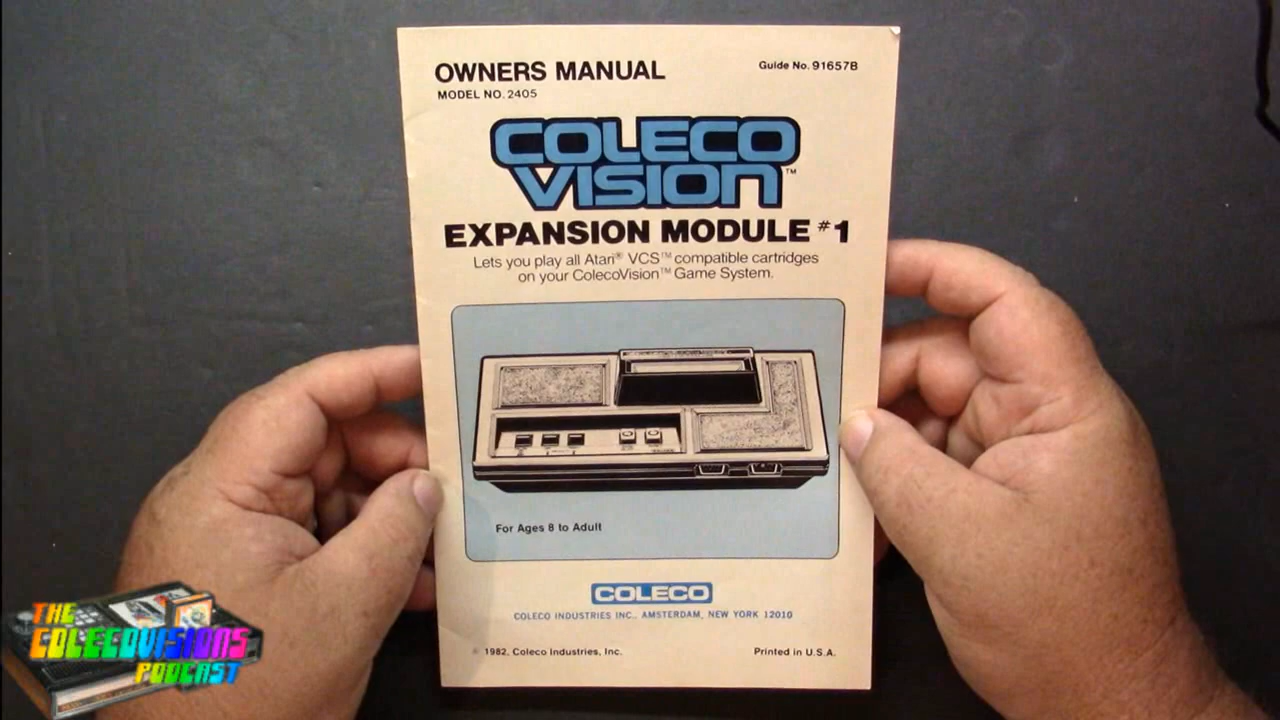 OWNERS MANUAL
Guide No. 91657B
MODEL NO. 2405
COLECO
VISION™
EXPANSION MODULE #1
Lets you play all Atari® VCS™ compatible cartridges
on your ColecoVision™ Game System.
For Ages 8 to Adult
COLECO
COLECO INDUSTRIES INC., AMSTERDAM, NEW YORK 12010
© 1982, Coleco Industries, Inc.
Printed in U.S.A.
THE
COLECOVISIONS
PODCAST